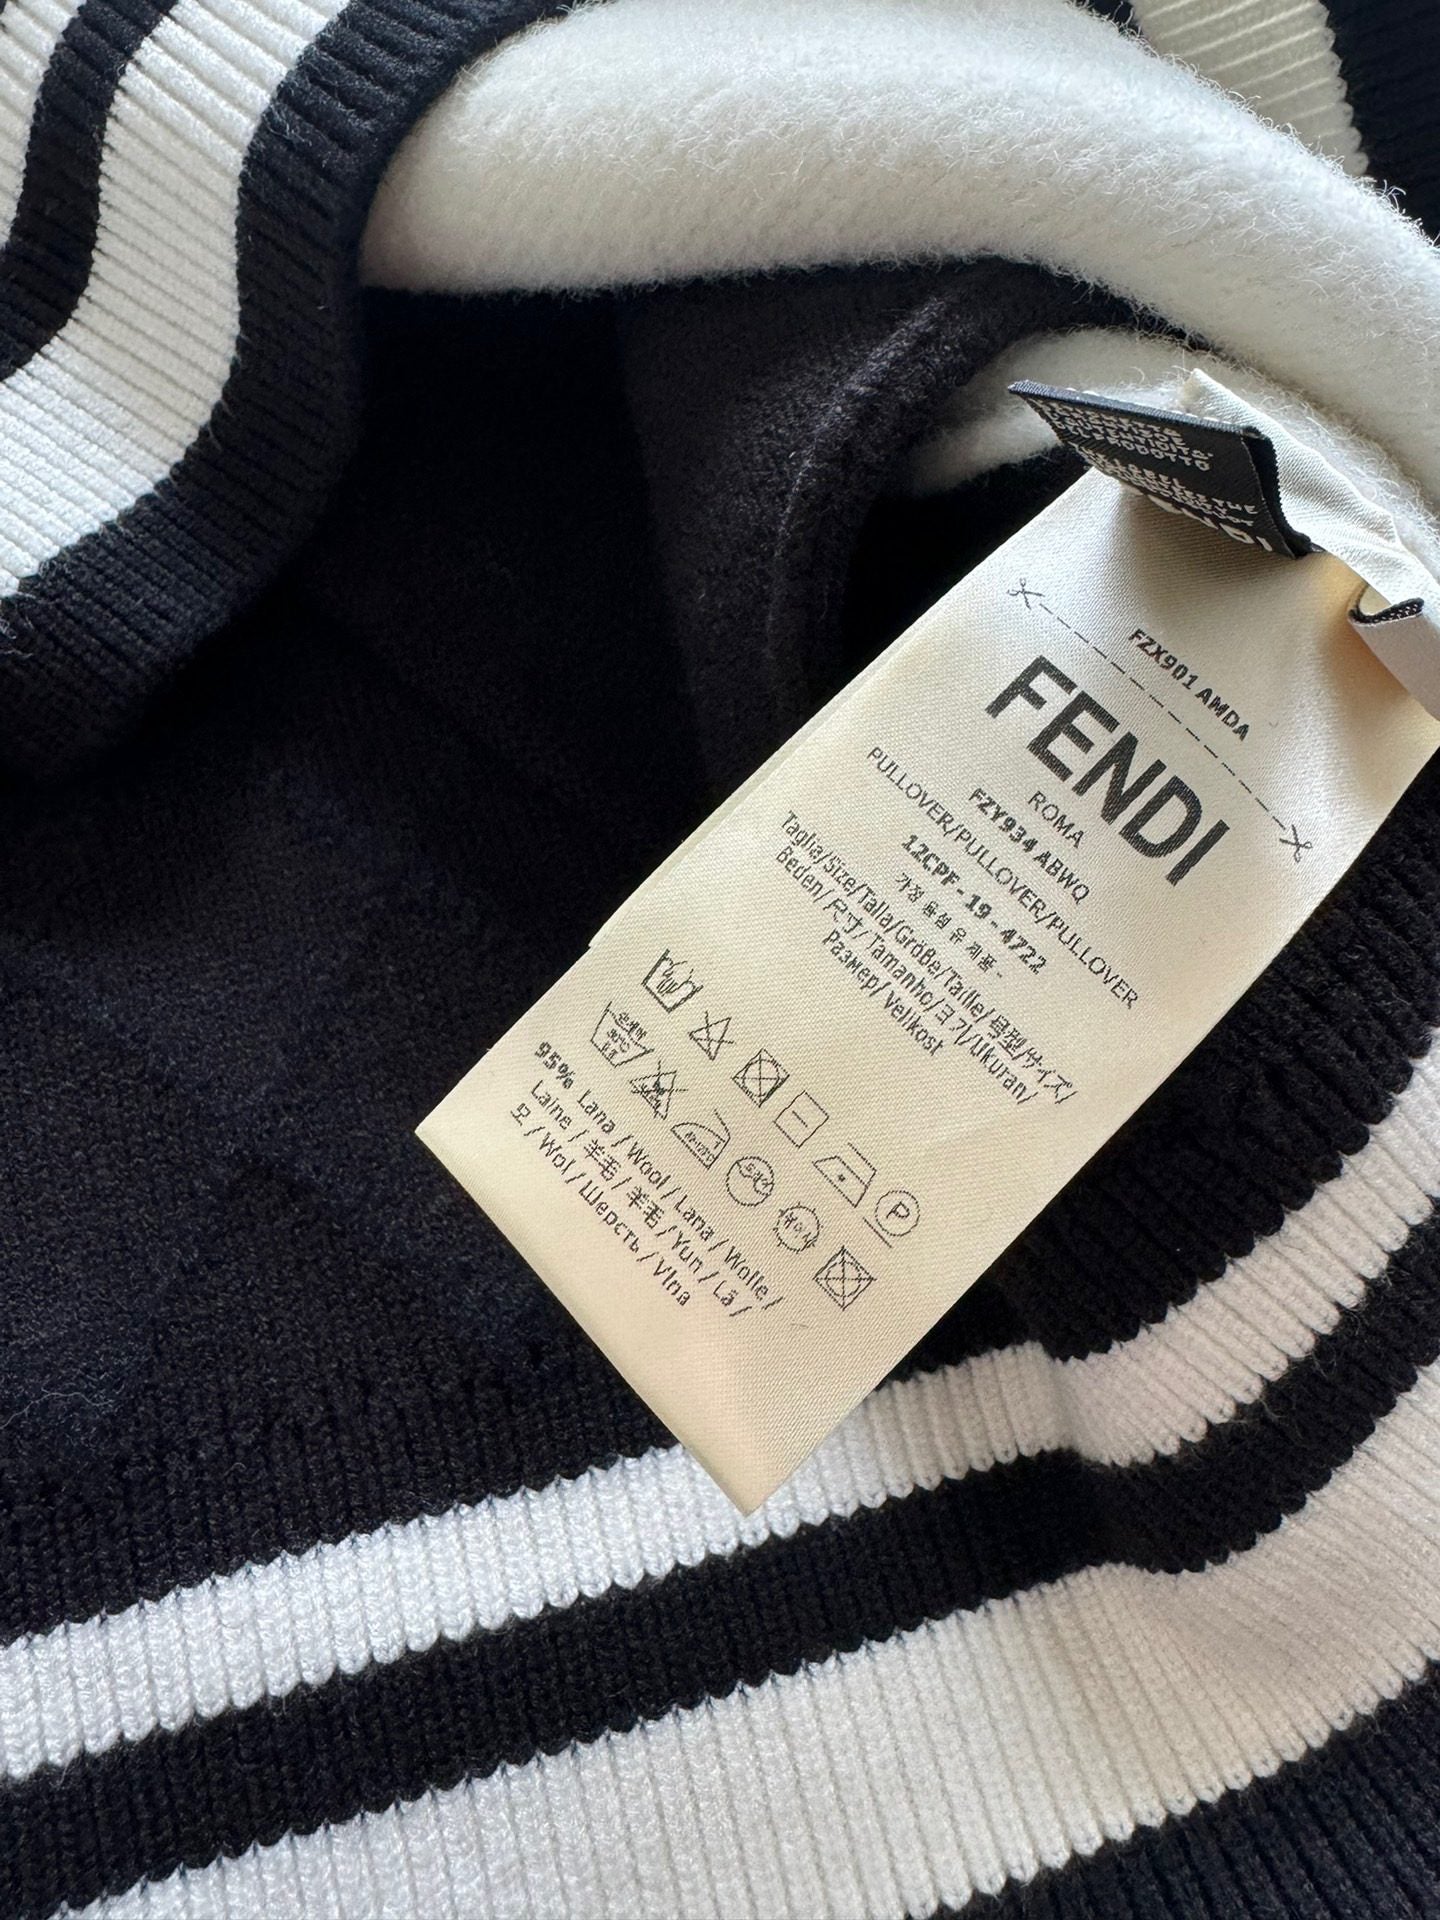 FZX901 AMDA
FENDI
ROMA
FZY934 ABWQ
PULLOVER/PULLOVER/PULLOVER
12CPF - 19 - 4722
가정용 섬유 제품 -
Taglia/Size/Talla/Größe/Taille/号型/サイズ/
Beden/尺寸/Tamanho/크기/Ukuran/
Размер/Velikost
P
95% Lana / Wool / Lana / Wolle /
Laine / 羊毛 / 羊毛 / Yün / Lã /
모 / Wol / Шерсть / Vlna